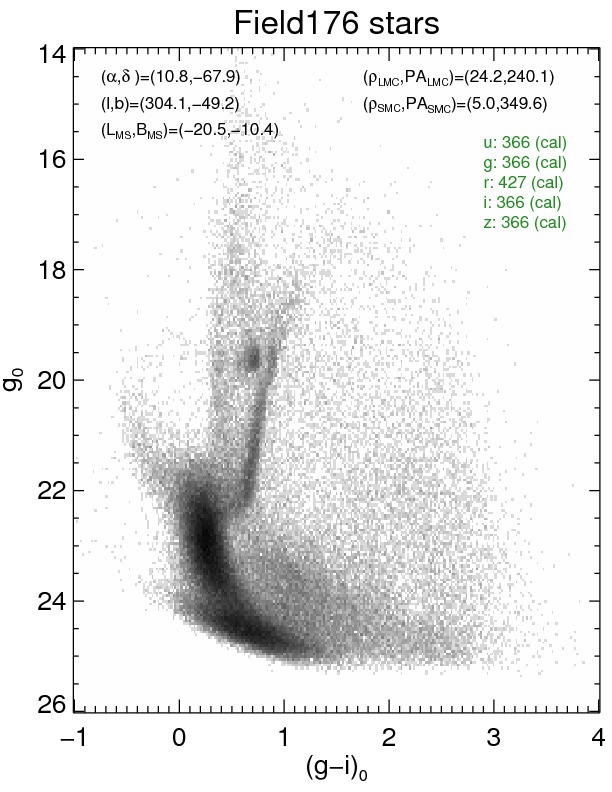 Field176 stars
14
(α,δ)=(10.8,−67.9)
(ρLMC,PALMC)=(24.2,240.1)
(l,b)=(304.1,−49.2)
(ρSMC,PASMC)=(5.0,349.6)
(LMS,BMS)=(−20.5,−10.4)
u: 366 (cal)
16
g: 366 (cal)
r: 427 (cal)
i: 366 (cal)
z: 366 (cal)
18
g0
20
22
24
26
−1 0 1 2 3 4
(g−i)0